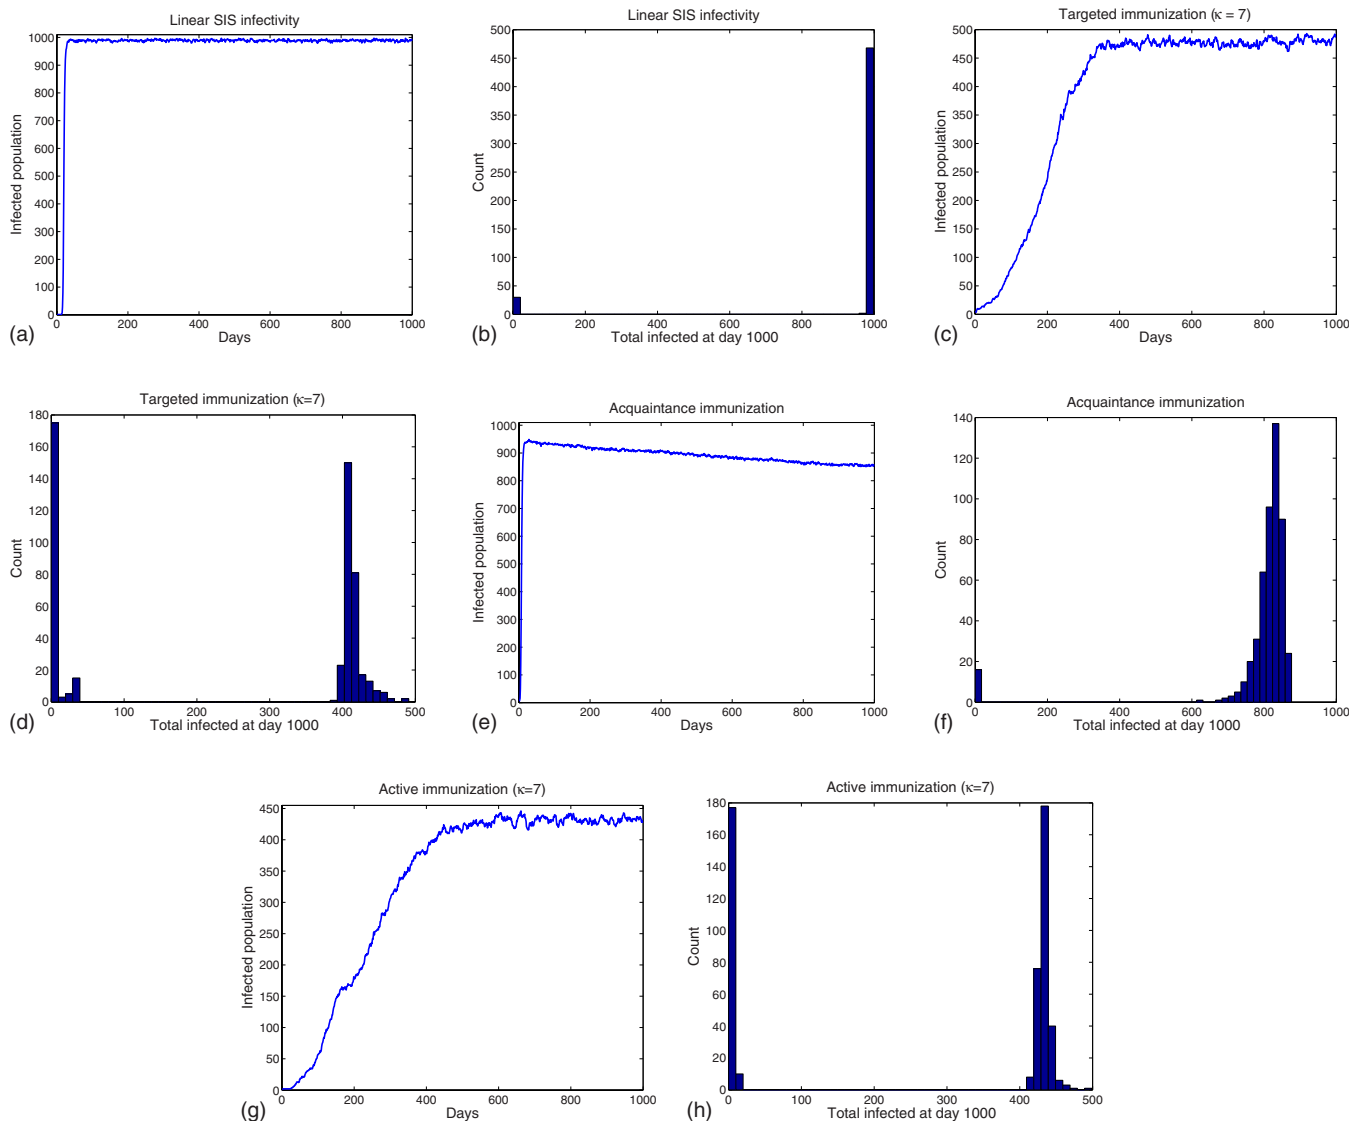 Linear SIS infectivity
1000
900
800
700
600
500
400
300
200
100
0
Infected population
0 200 400 600 800 1000
Days
(a)
Linear SIS infectivity
500
450
400
350
300
250
200
150
100
50
0
Count
0 200 400 600 800 1000
Total infected at day 1000
(b)
Targeted immunization (κ = 7)
500
450
400
350
300
250
200
150
100
50
0
Infected population
0 200 400 600 800 1000
Days
(c)
Targeted immunization (κ=7)
180
160
140
120
100
80
60
40
20
0
Count
0 100 200 300 400 500
Total infected at day 1000
(d)
Acquaintance immunization
1000
900
800
700
600
500
400
300
200
100
0
Infected population
0 200 400 600 800 1000
Days
(e)
Acquaintance immunization
140
120
100
80
60
40
20
0
Count
0 200 400 600 800 1000
Total infected at day 1000
(f)
Active immunization (κ=7)
450
400
350
300
250
200
150
100
50
0
Infected population
0 200 400 600 800 1000
Days
(g)
Active immunization (κ=7)
180
160
140
120
100
80
60
40
20
0
Count
0 100 200 300 400 500
Total infected at day 1000
(h)